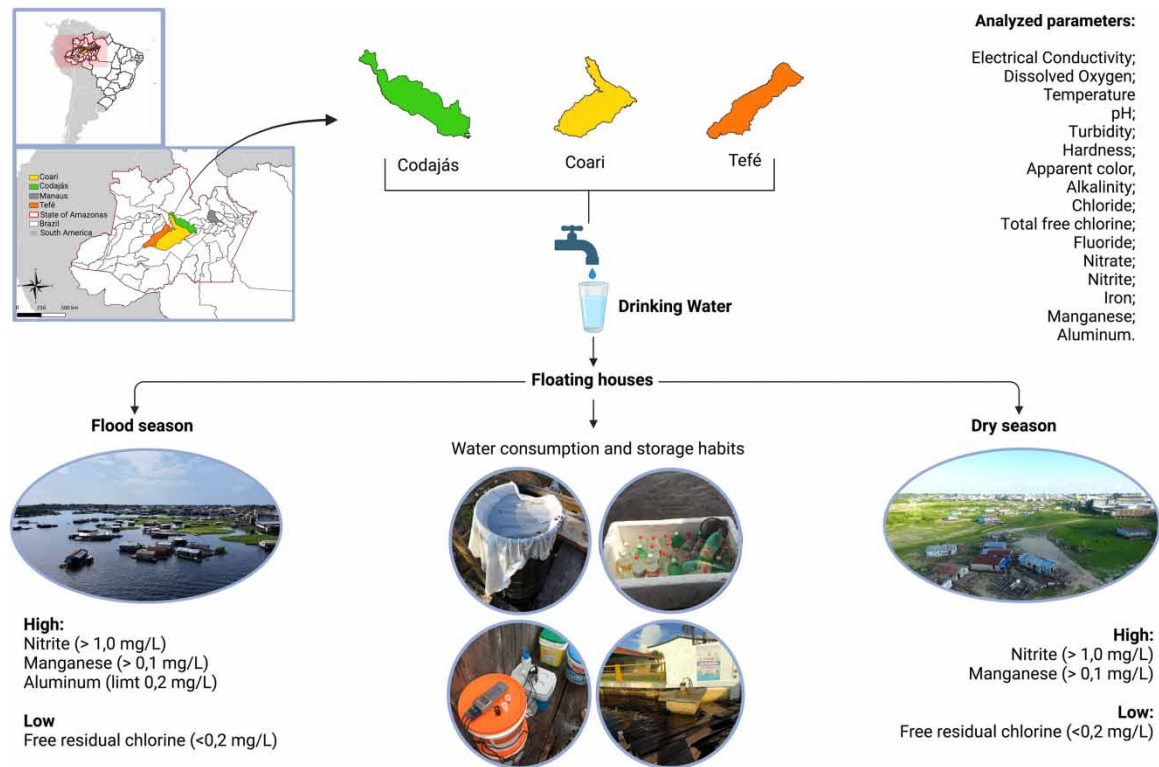 Analyzed parameters:
Electrical Conductivity;
Dissolved Oxygen;
Temperature
pH;
Turbidity;
Hardness;
Apparent color,
Alkalinity;
Chloride;
Total free chlorine;
Fluoride;
Nitrate;
Nitrite;
Iron;
Manganese;
Aluminum.
Codajás
Coari
Tefé
Coari
Codajás
Manaus
Tefé
State of Amazonas
Brazil
South America
0 250 500 km
Drinking Water
Floating houses
Flood season
Water consumption and storage habits
Dry season
High:
Nitrite (> 1,0 mg/L)
Manganese (> 0,1 mg/L)
Aluminum (limt 0,2 mg/L)
Low
Free residual chlorine (<0,2 mg/L)
High:
Nitrite (> 1,0 mg/L)
Manganese (> 0,1 mg/L)
Low:
Free residual chlorine (<0,2 mg/L)